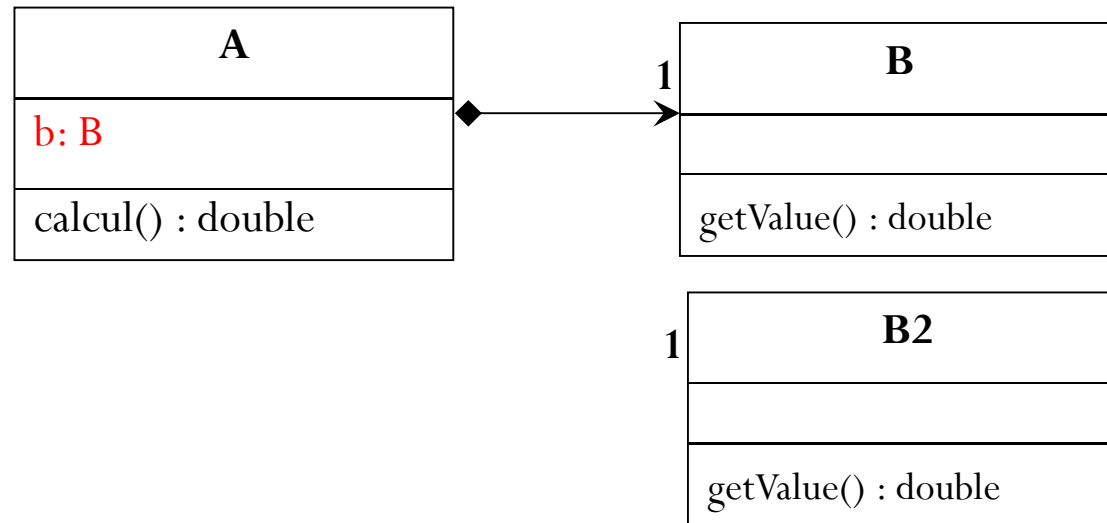 A
b: B
calcul() : double
1
B
getValue() : double
1
B2
getValue() : double